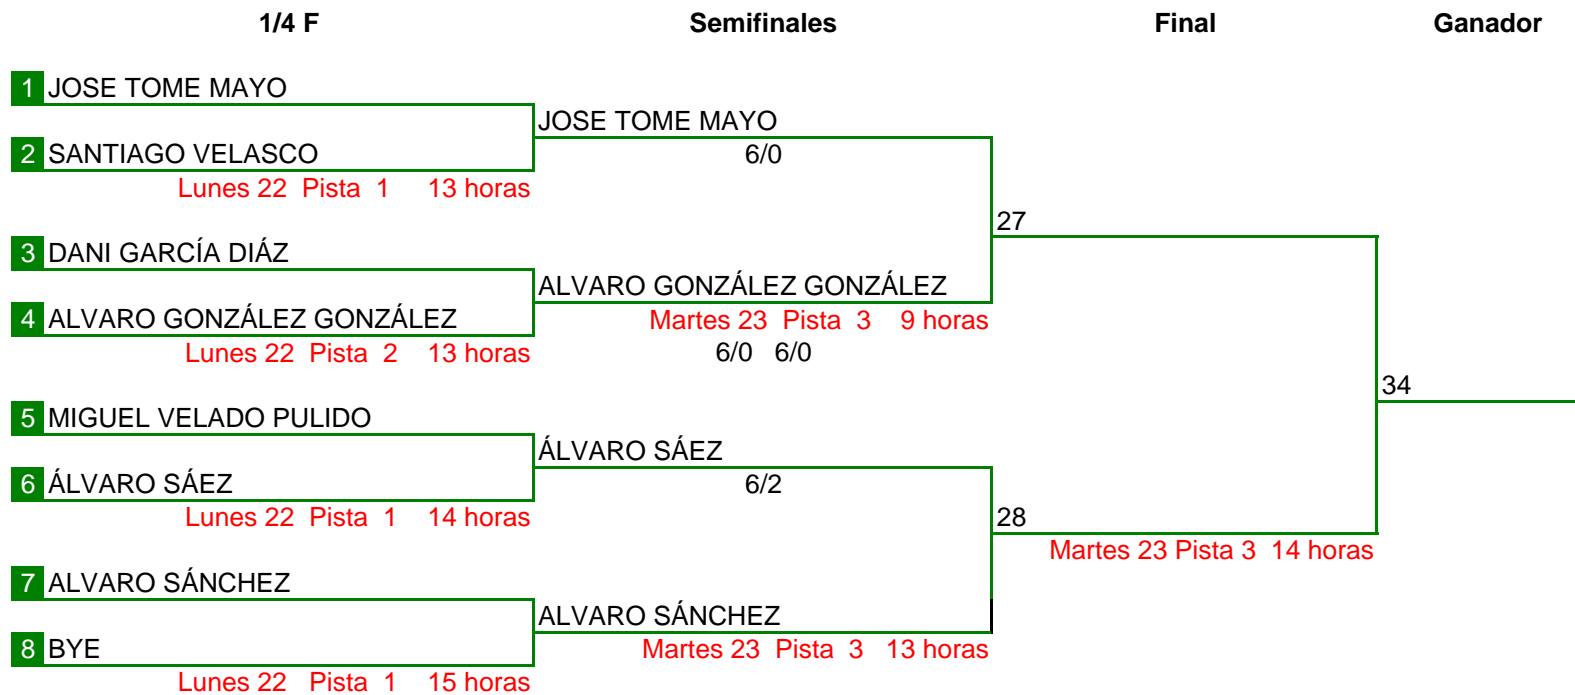 1/4 F Semifinales Final Ganador
1 JOSE TOME MAYO
JOSE TOME MAYO
2 SANTIAGO VELASCO
6/0
Lunes 22 Pista 1 13 horas
27
3 DANI GARCÍA DIÁZ
ALVARO GONZÁLEZ GONZÁLEZ
4 ALVARO GONZÁLEZ GONZÁLEZ
Martes 23 Pista 3 9 horas
Lunes 22 Pista 2 13 horas
6/0 6/0
34
5 MIGUEL VELADO PULIDO
ÁLVARO SÁEZ
6 ÁLVARO SÁEZ
6/2
Lunes 22 Pista 1 14 horas
28
Martes 23 Pista 3 14 horas
7 ALVARO SÁNCHEZ
ALVARO SÁNCHEZ
8 BYE
Martes 23 Pista 3 13 horas
Lunes 22 Pista 1 15 horas